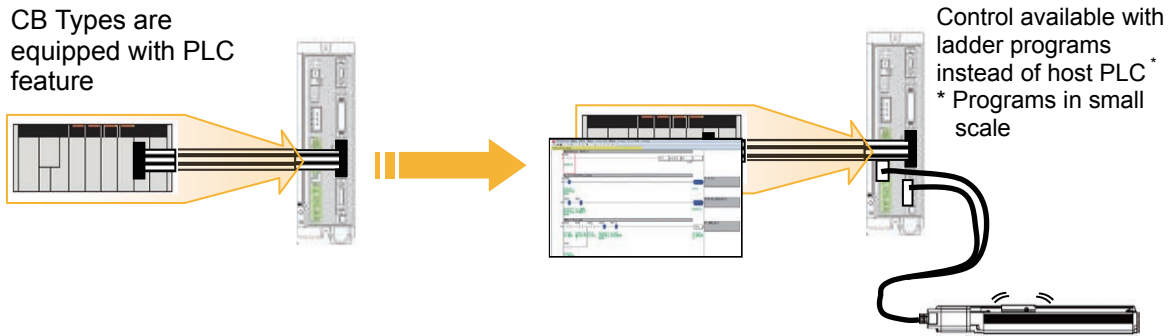 CB Types are
equipped with PLC
feature
Control available with
ladder programs
instead of host PLC *
* Programs in small
scale